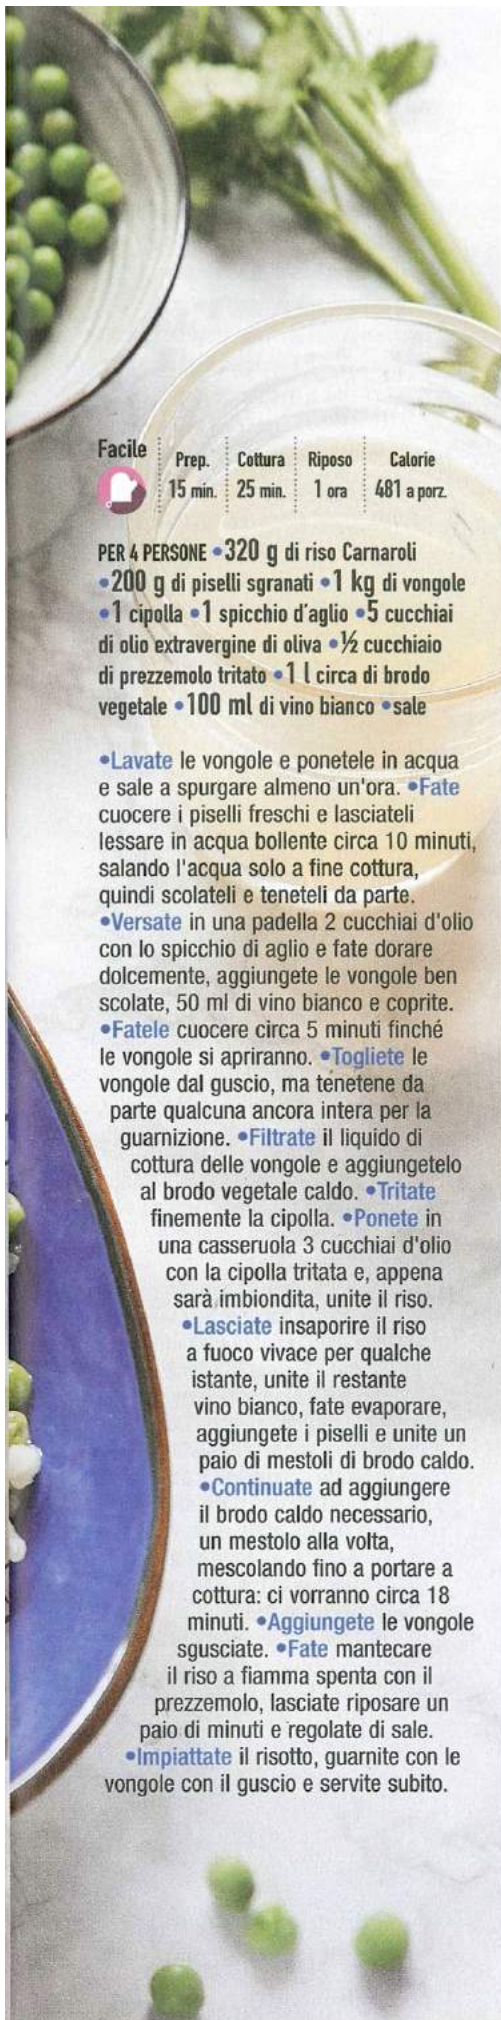 Facile
Prep. Cottura Riposo Calorie
15 min. 25 min. 1 ora 481 a porz.
PER 4 PERSONE •320 g di riso Carnaroli
•200 g di piselli sgranati •1 kg di vongole
•1 cipolla •1 spicchio d'aglio •5 cucchiai
di olio extravergine di oliva •½ cucchiaio
di prezzemolo tritato •1 l circa di brodo
vegetale •100 ml di vino bianco •sale
•Lavate le vongole e ponetele in acqua
e sale a spurgare almeno un'ora. •Fate
cuocere i piselli freschi e lasciateli
lessare in acqua bollente circa 10 minuti,
salando l'acqua solo a fine cottura,
quindi scolateli e teneteli da parte.
•Versate in una padella 2 cucchiai d'olio
con lo spicchio di aglio e fate dorare
dolcemente, aggiungete le vongole ben
scolate, 50 ml di vino bianco e coprite.
•Fatele cuocere circa 5 minuti finché
le vongole si apriranno. •Togliete le
vongole dal guscio, ma tenetene da
parte qualcuna ancora intera per la
guarnizione. •Filtrate il liquido di
cottura delle vongole e aggiungetelo
al brodo vegetale caldo. •Tritate
finemente la cipolla. •Ponete in
una casseruola 3 cucchiai d'olio
con la cipolla tritata e, appena
sarà imbiondita, unite il riso.
•Lasciate insaporire il riso
a fuoco vivace per qualche
istante, unite il restante
vino bianco, fate evaporare,
aggiungete i piselli e unite un
paio di mestoli di brodo caldo.
•Continuate ad aggiungere
il brodo caldo necessario,
un mestolo alla volta,
mescolando fino a portare a
cottura: ci vorranno circa 18
minuti. •Aggiungete le vongole
sgusciate. •Fate mantecare
il riso a fiamma spenta con il
prezzemolo, lasciate riposare un
paio di minuti e regolate di sale.
•Impiattate il risotto, guarnite con le
vongole con il guscio e servite subito.